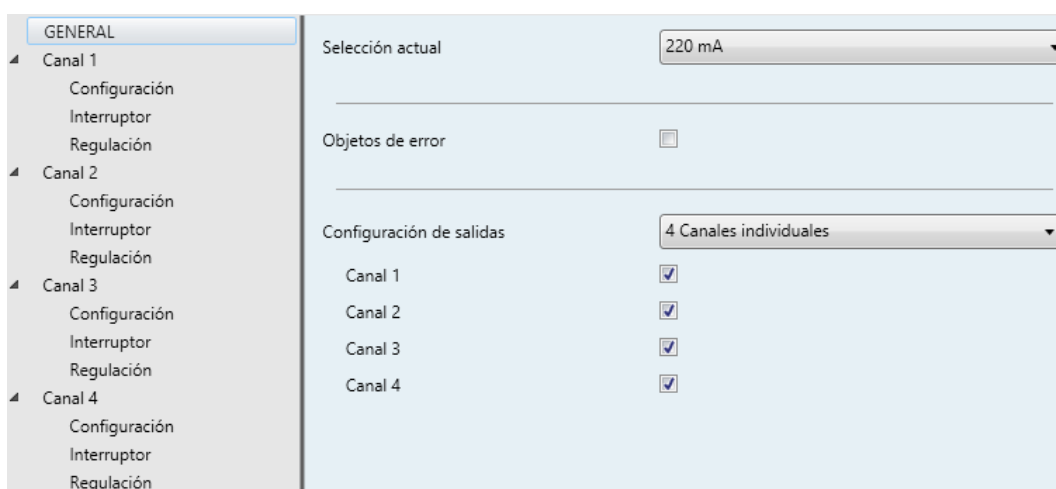 GENERAL
Canal 1
Configuración
Interruptor
Regulación
Canal 2
Configuración
Interruptor
Regulación
Canal 3
Configuración
Interruptor
Regulación
Canal 4
Configuración
Interruptor
Regulación
Selección actual
220 mA
Objetos de error
Configuración de salidas
4 Canales individuales
Canal 1
Canal 2
Canal 3
Canal 4